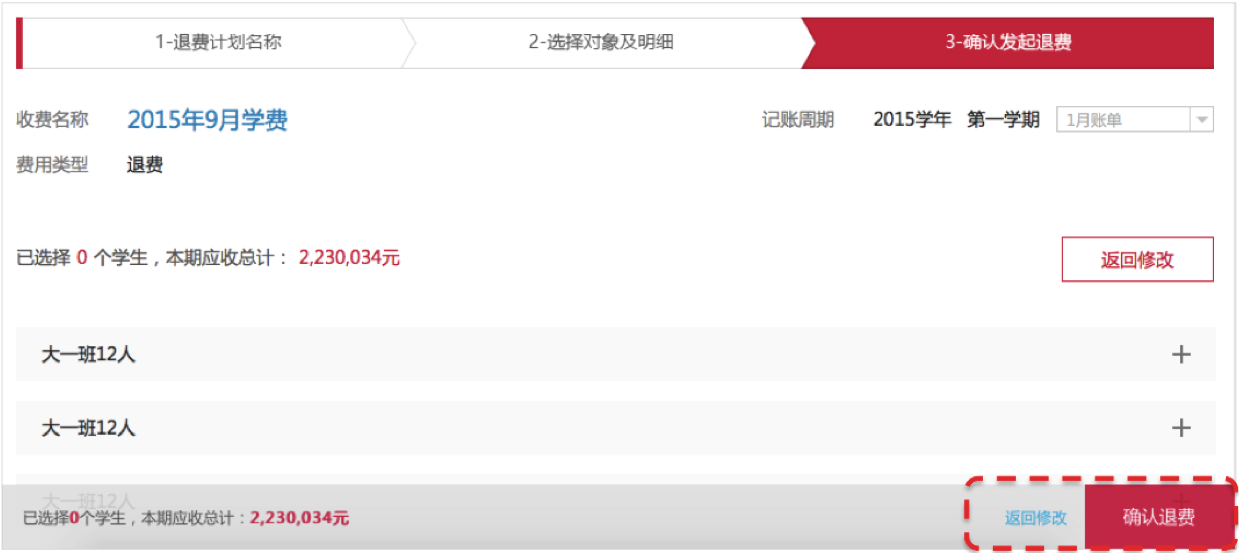 1-退费计划名称
2-选择对象及明细
3-确认发起退费
收费名称 2015年9月学费
记账周期 2015学年 第一学期 1月账单
费用类型 退费
已选择 0 个学生，本期应收总计： 2,230,034元
返回修改
大一班12人
大一班12人
大一班12人
已选择0个学生，本期应收总计：2,230,034元
返回修改
确认退费